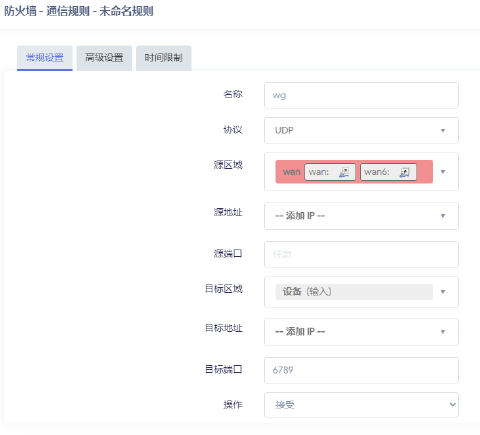 防火墙 - 通信规则 - 未命名规则
常规设置 高级设置 时间限制
名称 wg
协议 UDP
源区域 wan wan: wan6:
源地址 -- 添加 IP --
源端口 任意
目标区域 设备 (输入)
目标地址 -- 添加 IP --
目标端口 6789
操作 接受